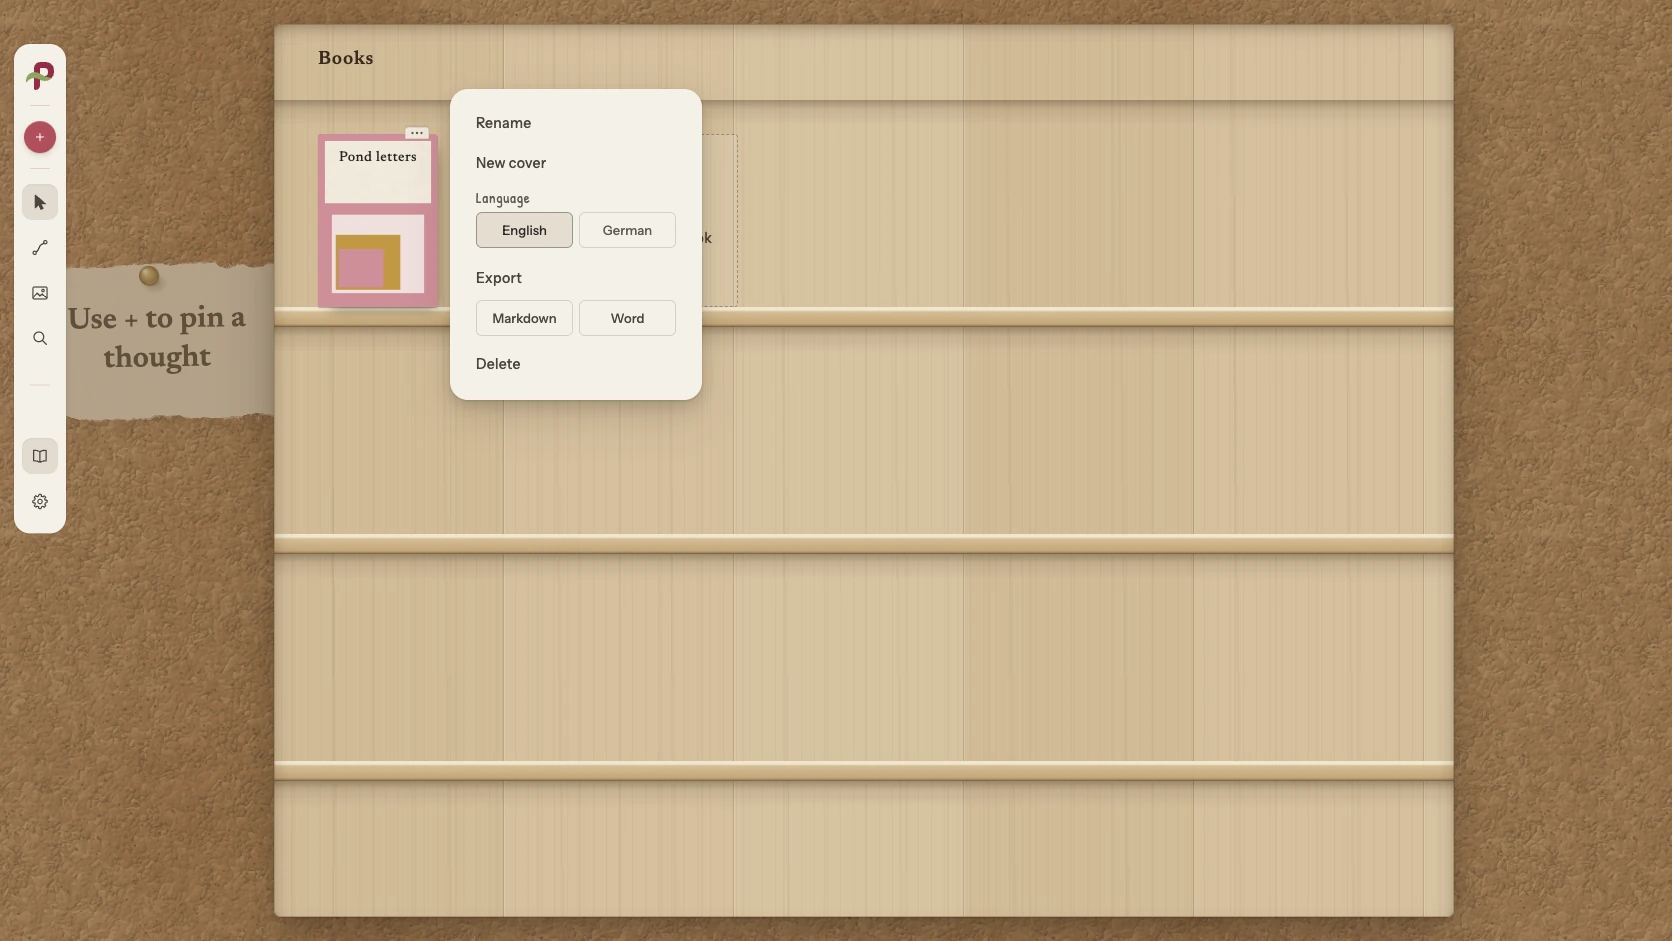 Books
Pond letters
Rename
New cover
Language
English
German
Export
Markdown
Word
Delete
Use + to pin a
thought